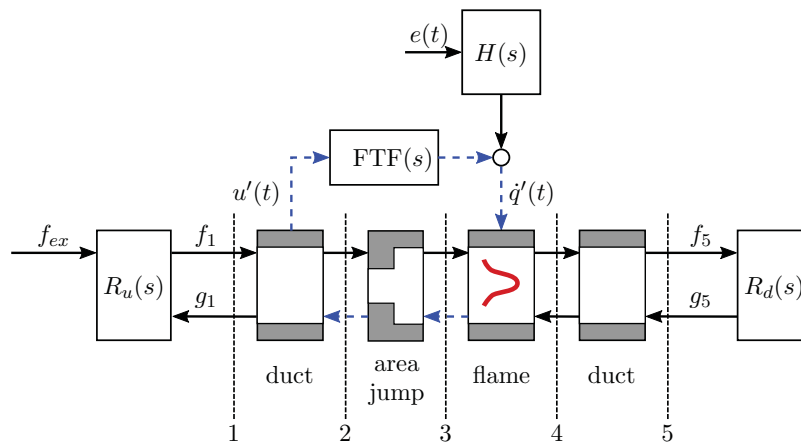 e(t)
H(s)
FTF(s)
u′(t)
q̇′(t)
f_ex
R_u(s)
f_1
g_1
f_5
g_5
R_d(s)
duct
area
jump
flame
duct
1 2 3 4 5